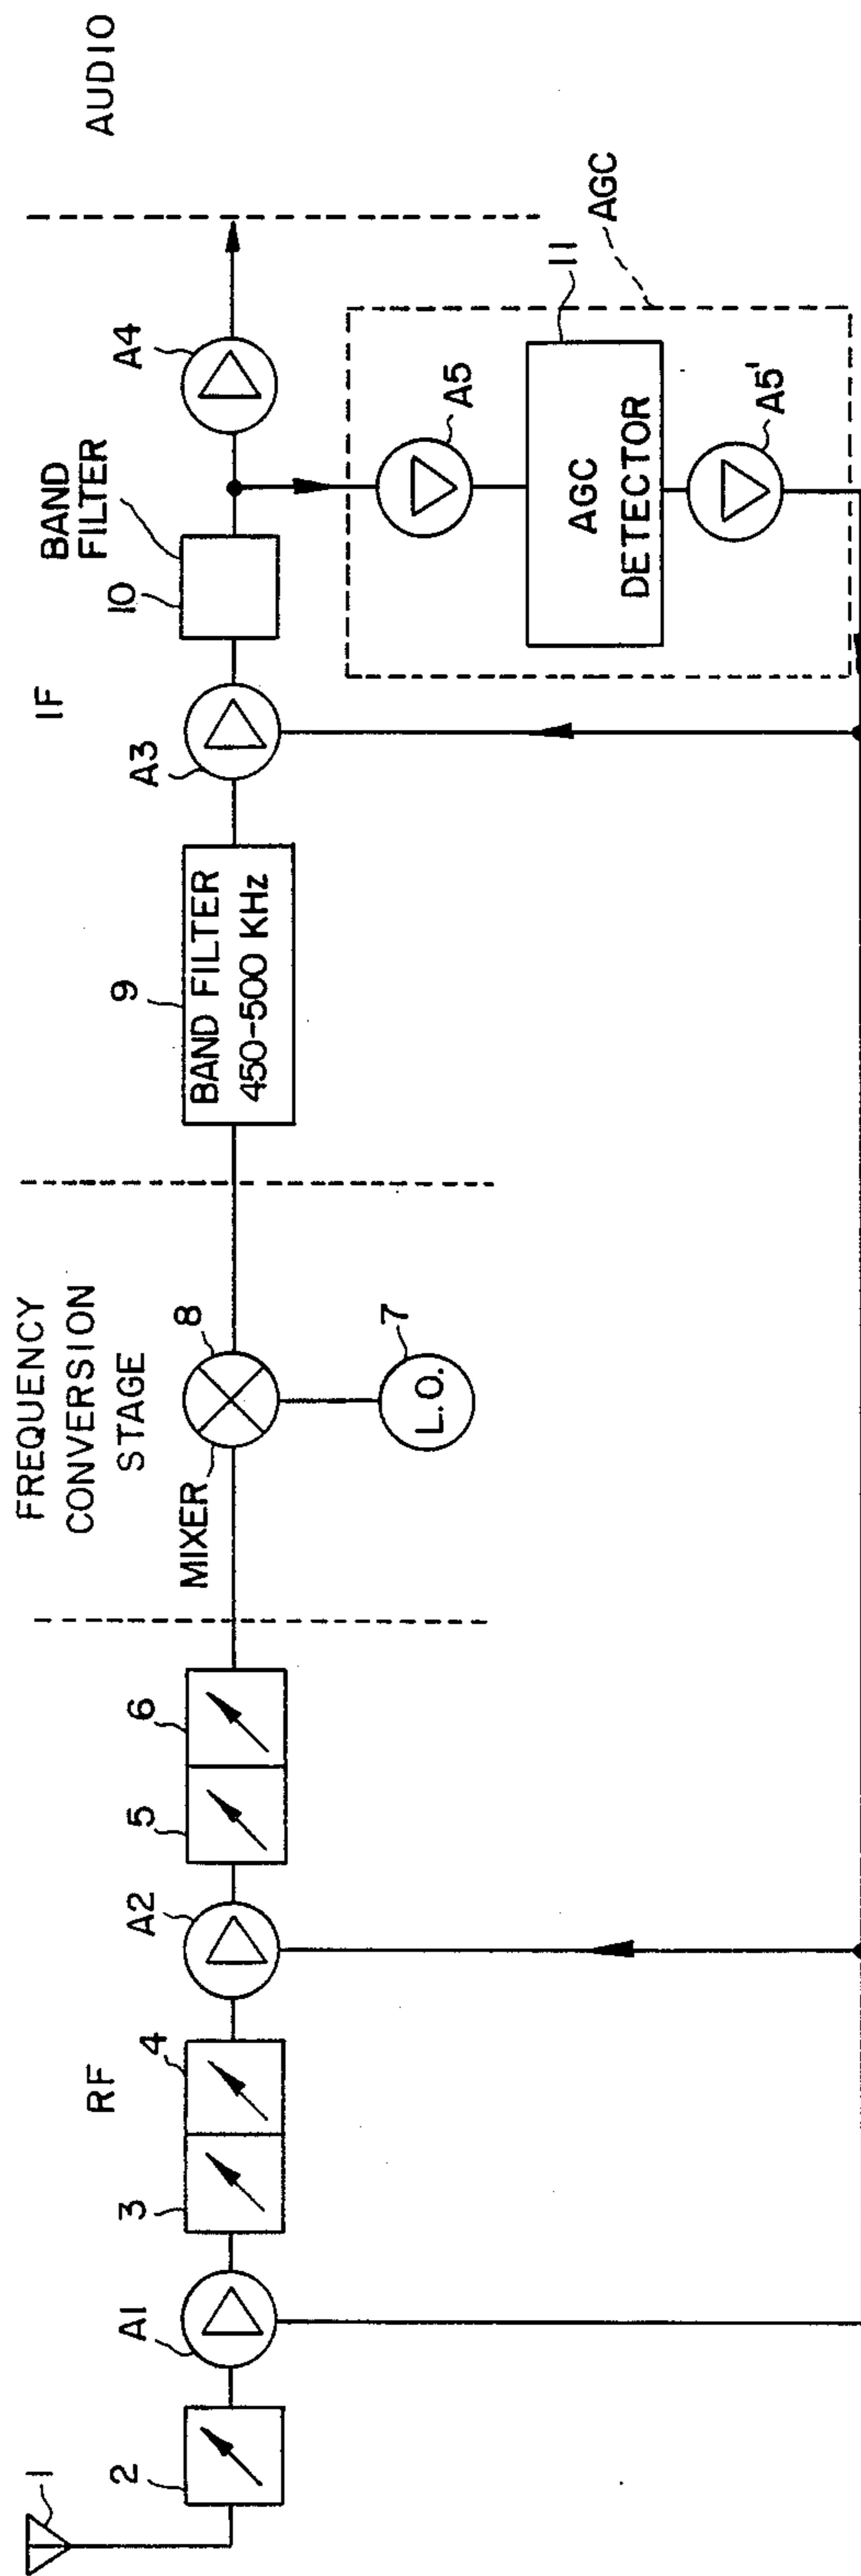 AUDIO
FREQUENCY
CONVERSION
STAGE
IF
BAND
FILTER
RF
1
2
A1
3
4
A2
5
6
MIXER
8
7
L.O.
9
BAND FILTER
450-500 KHz
A3
10
A4
AGC
11
A5
AGC
DETECTOR
A5'